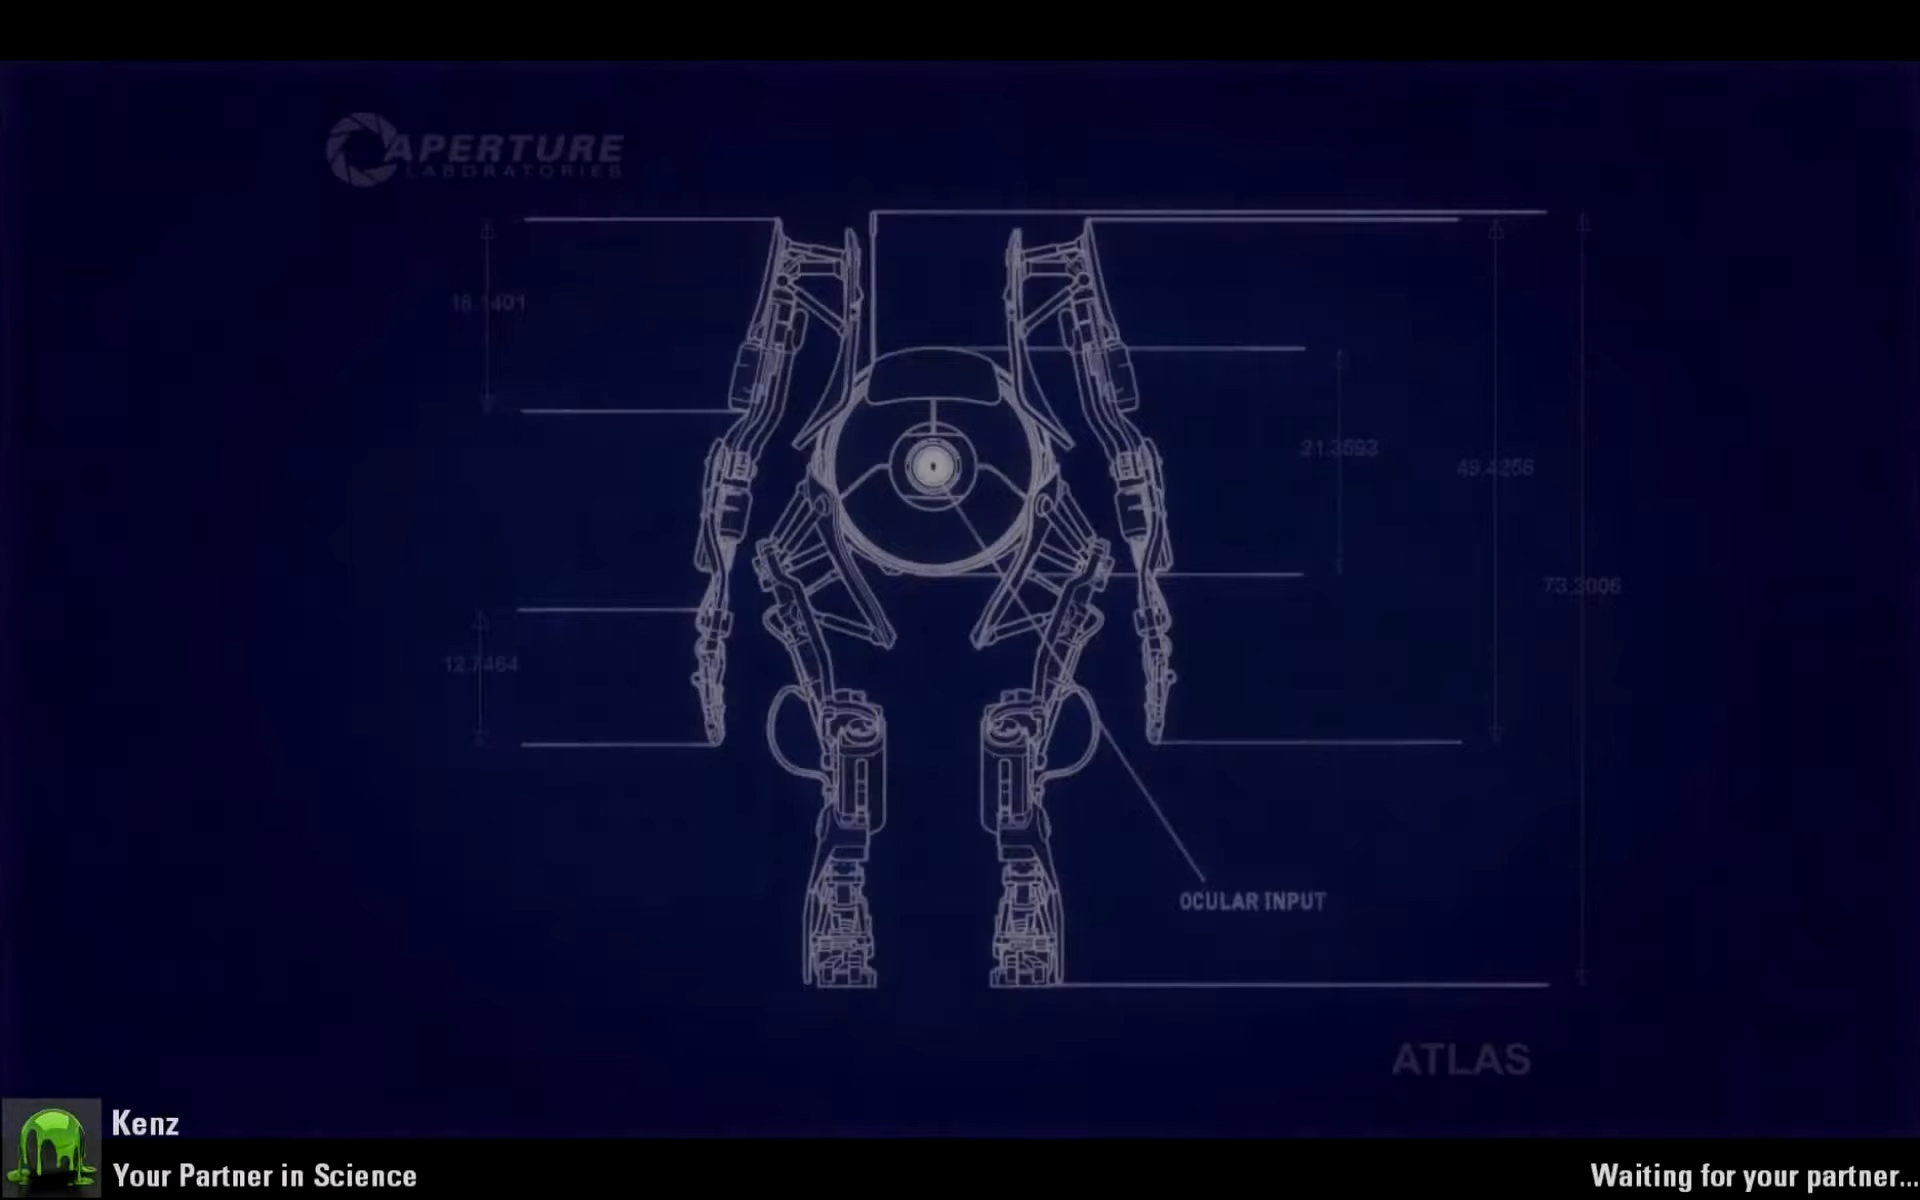 APERTURE
LABORATORIES
18.1401
21.3593
49.4256
73.3006
12.7464
OCULAR INPUT
ATLAS
Kenz
Your Partner in Science
Waiting for your partner...